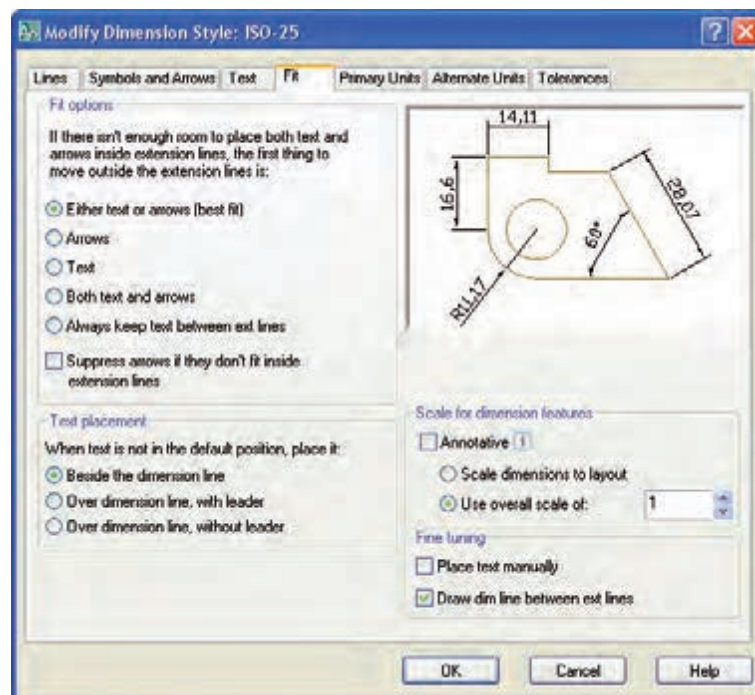 Modify Dimension Style: ISO-25
Lines Symbols and Arrows Text Fit Primary Units Alternate Units Tolerances
Fit options
If there isn't enough room to place both text and
arrows inside extension lines, the first thing to
move outside the extension lines is:
Either text or arrows (best fit)
Arrows
Text
Both text and arrows
Always keep text between ext lines
Suppress arrows if they don't fit inside
extension lines
Text placement
When text is not in the default position, place it:
Beside the dimension line
Over dimension line, with leader
Over dimension line, without leader
14,11
16,6
28,07
60°
R11,17
Scale for dimension features
Annotative
Scale dimensions to layout
Use overall scale of: 1
Fine tuning
Place text manually
Draw dim line between ext lines
OK Cancel Help